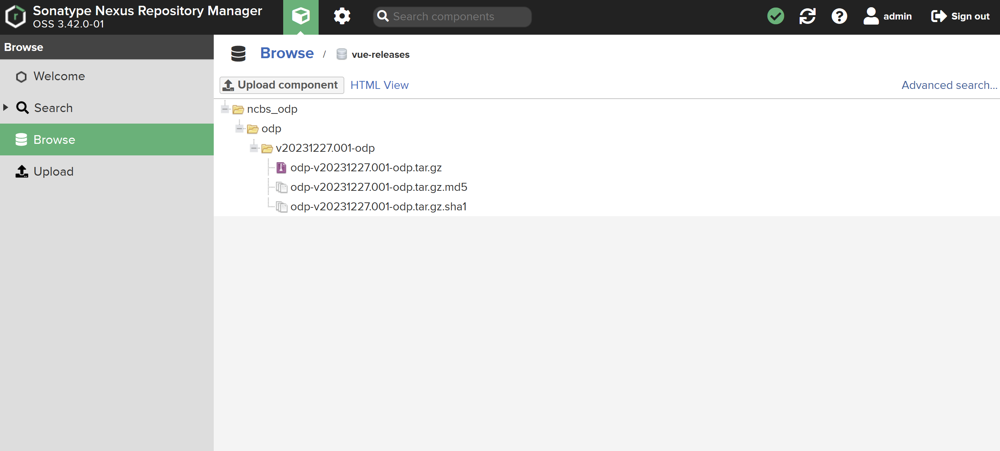 Sonatype Nexus Repository Manager
OSS 3.42.0-01
Search components
admin
Sign out
Browse
Welcome
Search
Browse
Upload
Browse / vue-releases
Upload component
HTML View
Advanced search...
ncbs_odp
odp
v20231227.001-odp
odp-v20231227.001-odp.tar.gz
odp-v20231227.001-odp.tar.gz.md5
odp-v20231227.001-odp.tar.gz.sha1